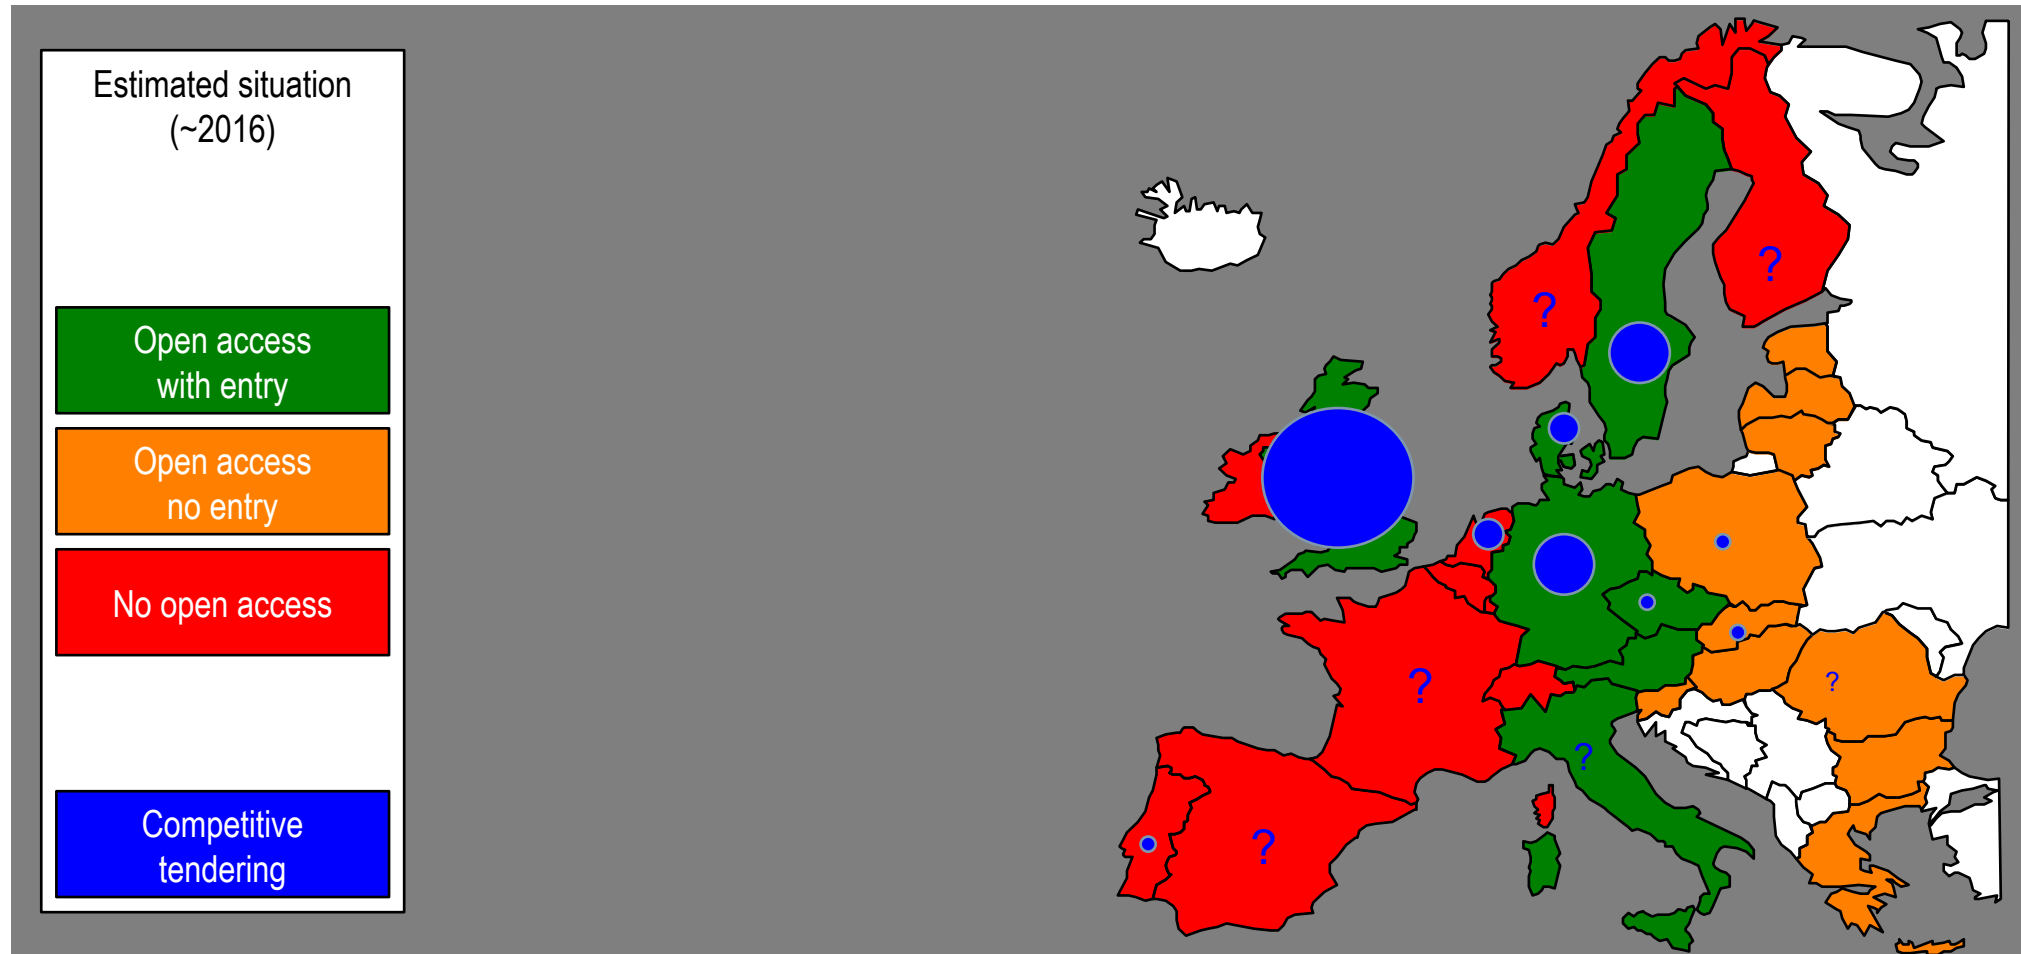 Estimated situation
(~2016)
Open access
with entry
Open access
no entry
No open access
Competitive
tendering
?
?
?
?
?
?